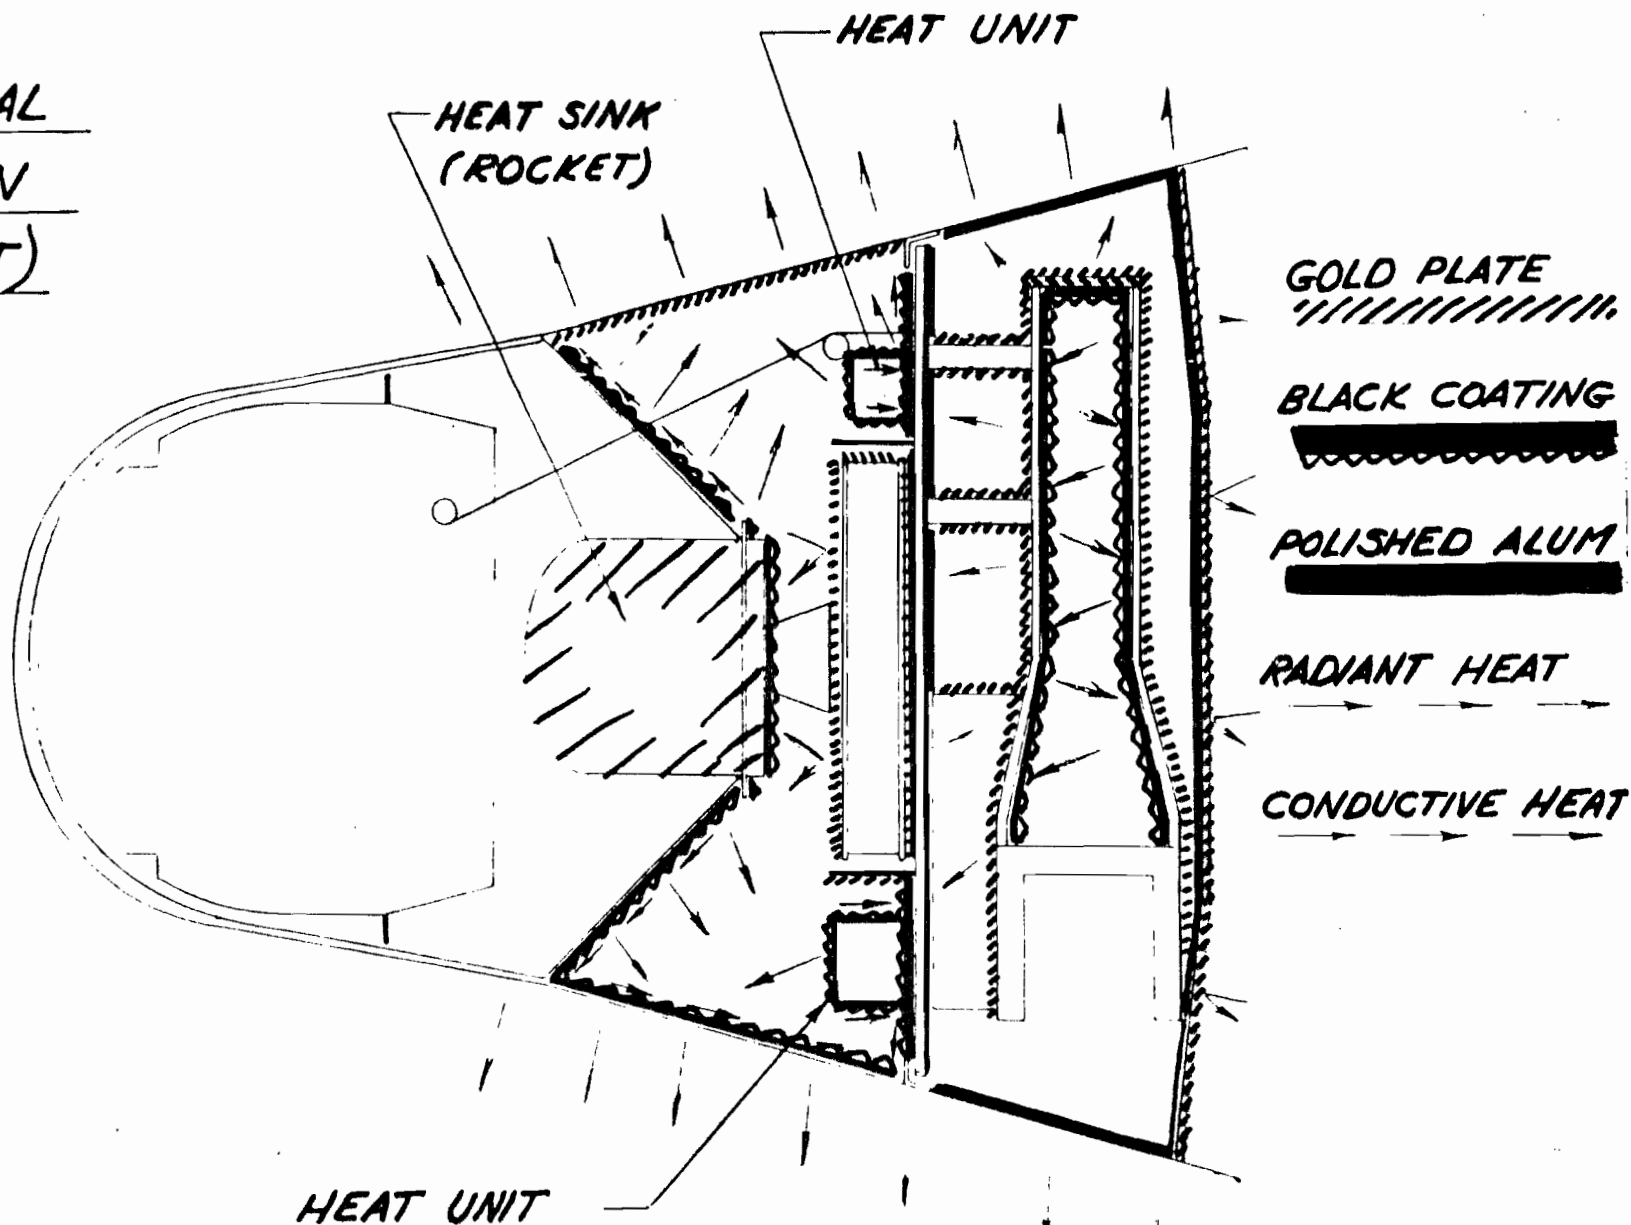 HEAT UNIT
HEAT SINK
(ROCKET)
GOLD PLATE
BLACK COATING
POLISHED ALUM
RADIANT HEAT
CONDUCTIVE HEAT
HEAT UNIT